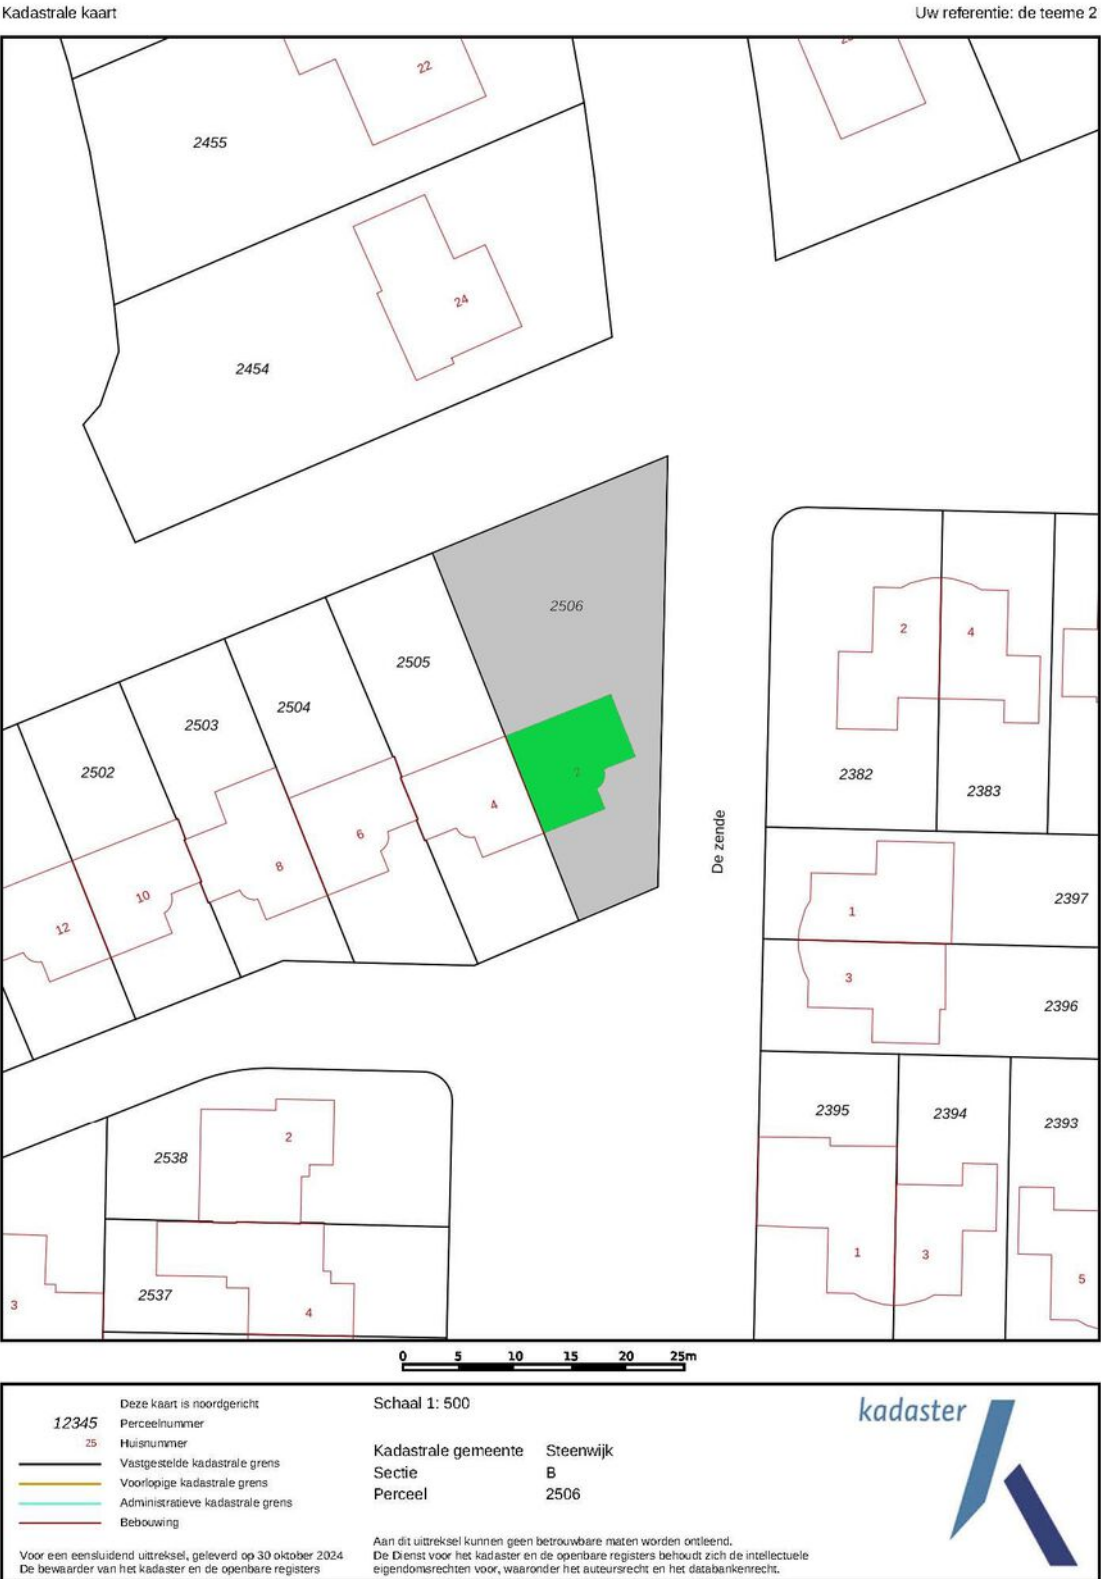 Kadastrale kaart
Uw referentie: de teeme 2
22
2455
24
2454
2506
2505
2504
2503
2502
2
4
6
8
10
12
2
4
2382
2383
De zende
1
2397
3
2396
2395
2394
2393
2538
2
2537
4
3
1
3
5
0 5 10 15 20 25m
Deze kaart is noordgericht
12345 Perceelnummer
25 Huisnummer
Vastgestelde kadastrale grens
Voorlopige kadastrale grens
Administratieve kadastrale grens
Bebouwing
Voor een eensluidend uittreksel, geleverd op 30 oktober 2024
De bewaarder van het kadaster en de openbare registers
Schaal 1: 500
Kadastrale gemeente Steenwijk
Sectie B
Perceel 2506
Aan dit uittreksel kunnen geen betrouwbare maten worden ontleend.
De Dienst voor het kadaster en de openbare registers behoudt zich de intellectuele
eigendomsrechten voor, waaronder het auteursrecht en het databankenrecht.
kadaster